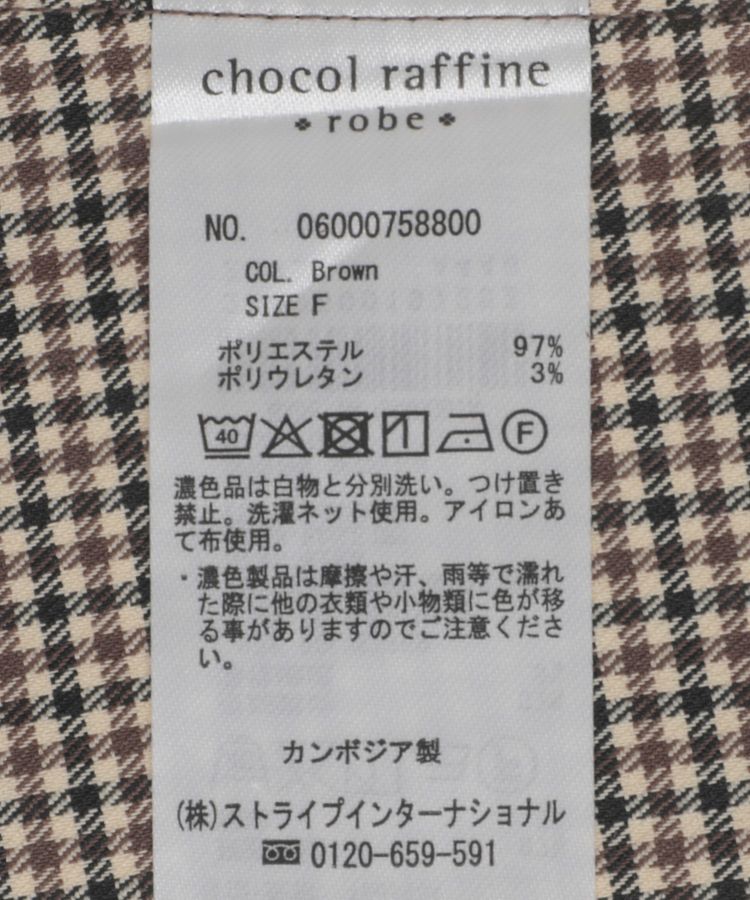 chocol raffine
robe
NO. 06000758800
COL. Brown
SIZE F
ポリエステル 97%
ポリウレタン 3%
40 F
濃色品は白物と分別洗い。つけ置き
禁止。洗濯ネット使用。アイロンあ
て布使用。
・濃色製品は摩擦や汗、雨等で濡れ
た際に他の衣類や小物類に色が移
る事がありますのでご注意くださ
い。
カンボジア製
(株)ストライプインターナショナル
0120-659-591